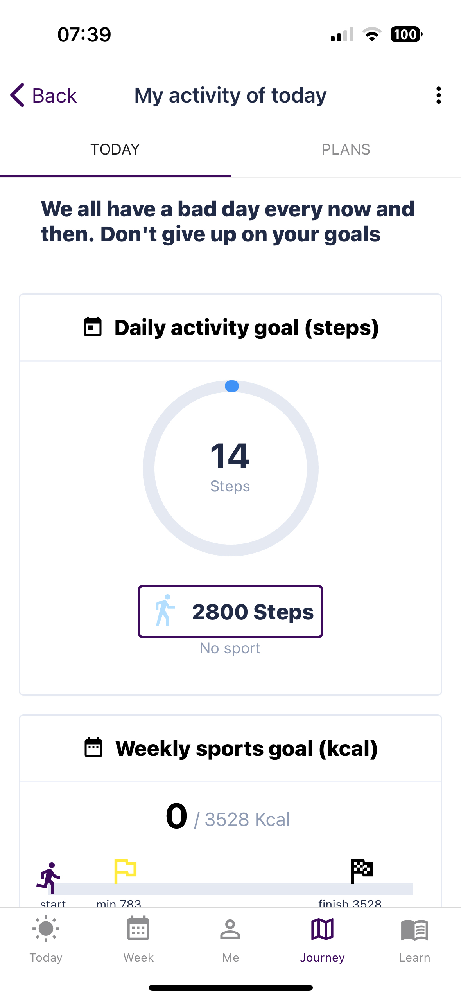 07:39
100
Back
My activity of today
TODAY
PLANS
We all have a bad day every now and
then. Don't give up on your goals
Daily activity goal (steps)
14
Steps
2800 Steps
No sport
Weekly sports goal (kcal)
0 / 3528 Kcal
start
min 783
finish 3528
Today
Week
Me
Journey
Learn